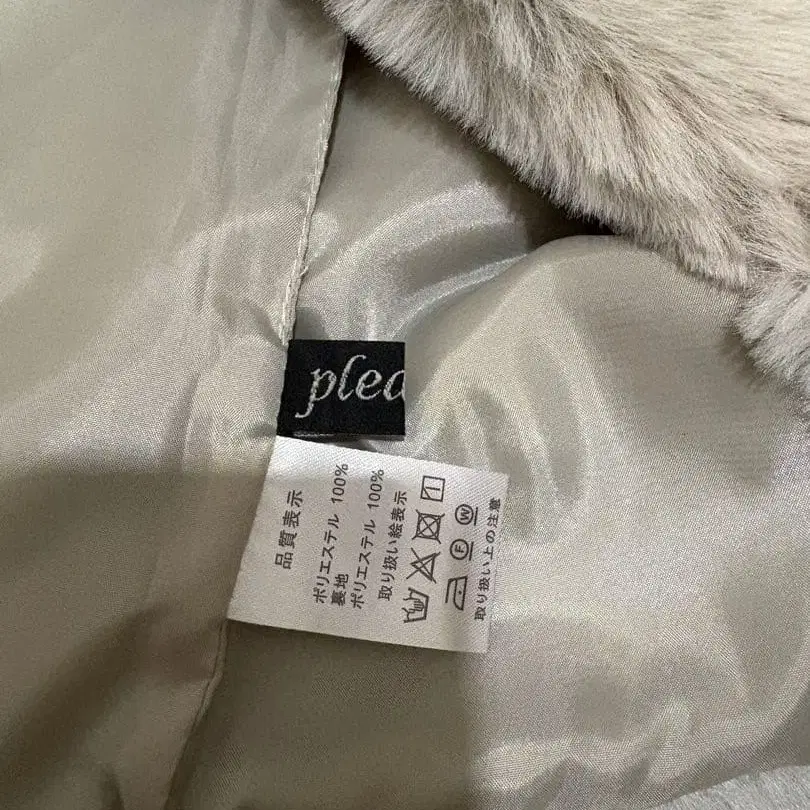 plea
品質表示
ポリエステル 100%
裏地
ポリエステル 100%
取り扱い絵表示
F W
取り扱い上の注意